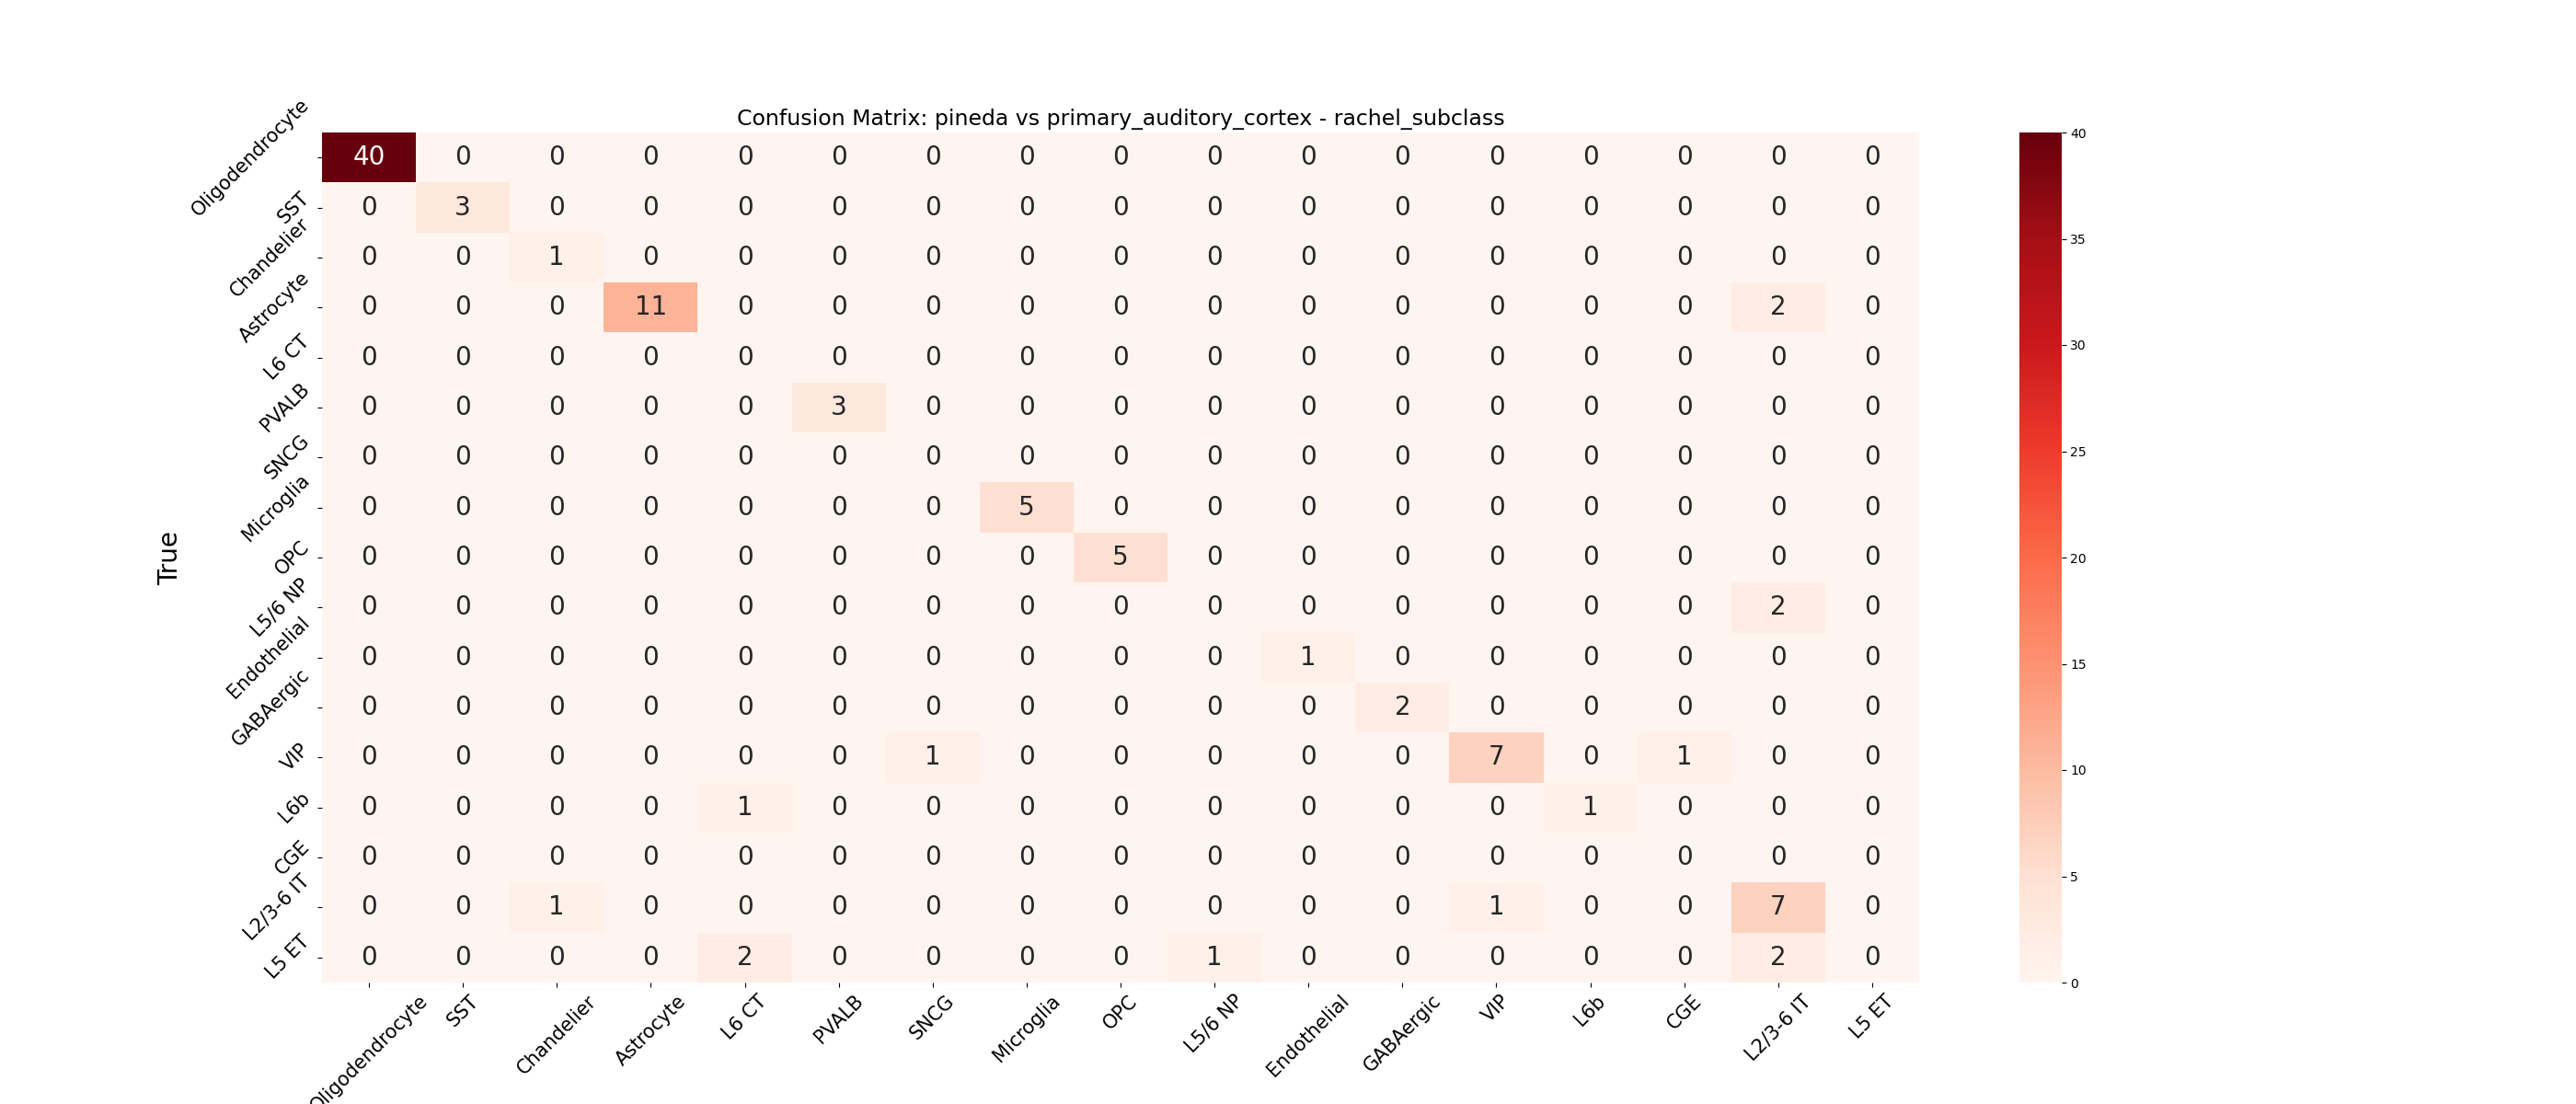 Confusion Matrix: pineda vs primary_auditory_cortex - rachel_subclass
True
Oligodendrocyte 40 0 0 0 0 0 0 0 0 0 0 0 0 0 0 0 0
SST 0 3 0 0 0 0 0 0 0 0 0 0 0 0 0 0 0
Chandelier 0 0 1 0 0 0 0 0 0 0 0 0 0 0 0 0 0
Astrocyte 0 0 0 11 0 0 0 0 0 0 0 0 0 0 0 2 0
L6 CT 0 0 0 0 0 0 0 0 0 0 0 0 0 0 0 0 0
PVALB 0 0 0 0 0 3 0 0 0 0 0 0 0 0 0 0 0
SNCG 0 0 0 0 0 0 0 0 0 0 0 0 0 0 0 0 0
Microglia 0 0 0 0 0 0 0 5 0 0 0 0 0 0 0 0 0
OPC 0 0 0 0 0 0 0 0 5 0 0 0 0 0 0 0 0
L5/6 NP 0 0 0 0 0 0 0 0 0 0 0 0 0 0 0 2 0
Endothelial 0 0 0 0 0 0 0 0 0 0 1 0 0 0 0 0 0
GABAergic 0 0 0 0 0 0 0 0 0 0 0 2 0 0 0 0 0
VIP 0 0 0 0 0 0 1 0 0 0 0 0 7 0 1 0 0
L6b 0 0 0 0 1 0 0 0 0 0 0 0 0 1 0 0 0
CGE 0 0 0 0 0 0 0 0 0 0 0 0 0 0 0 0 0
L2/3-6 IT 0 0 1 0 0 0 0 0 0 0 0 0 1 0 0 7 0
L5 ET 0 0 0 0 2 0 0 0 0 1 0 0 0 0 0 2 0
Oligodendrocyte SST Chandelier Astrocyte L6 CT PVALB SNCG Microglia OPC L5/6 NP Endothelial GABAergic VIP L6b CGE L2/3-6 IT L5 ET
40
35
30
25
20
15
10
5
0